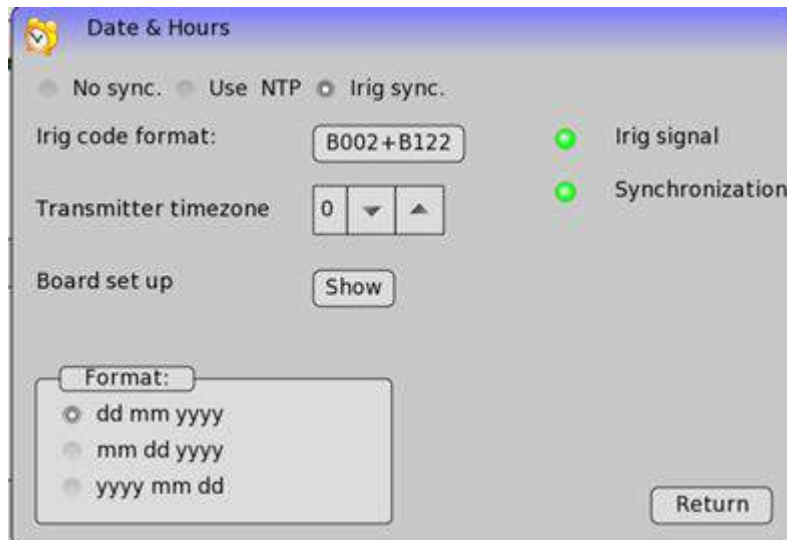 Date & Hours
No sync. Use NTP Irig sync.
Irig code format: B002+B122 Irig signal
Synchronization
Transmitter timezone 0
Board set up Show
Format:
dd mm yyyy
mm dd yyyy
yyyy mm dd
Return